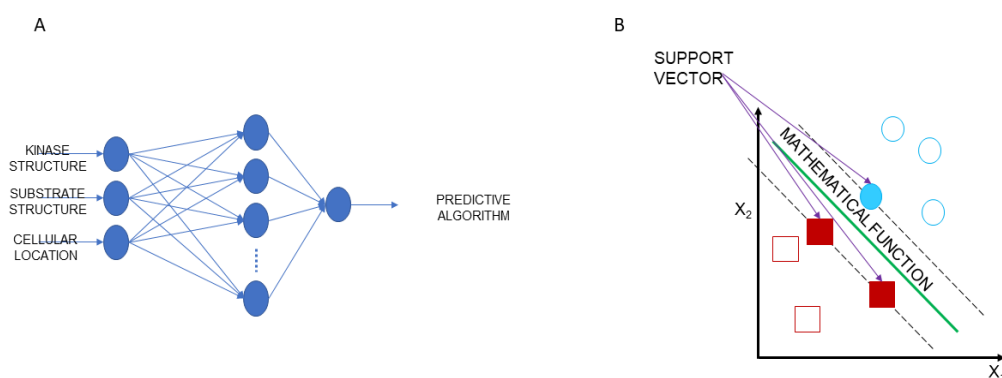 A
KINASE
STRUCTURE
SUBSTRATE
STRUCTURE
CELLULAR
LOCATION
PREDICTIVE
ALGORITHM
B
SUPPORT
VECTOR
MATHEMATICAL FUNCTION
X2
X